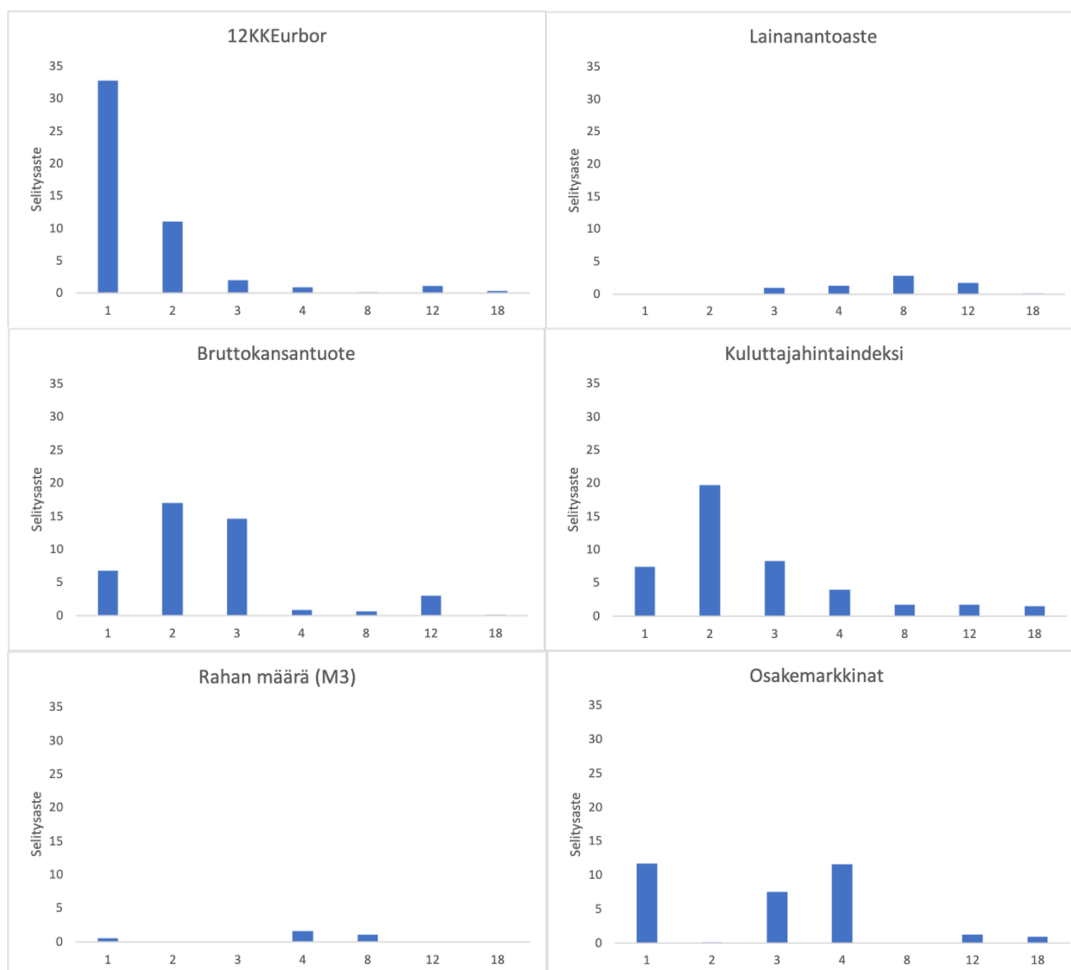 12KKEurbor
Selitysaste
35
30
25
20
15
10
5
0
1 2 3 4 8 12 18
Lainanantoaste
Selitysaste
35
30
25
20
15
10
5
0
1 2 3 4 8 12 18
Bruttokansantuote
Selitysaste
35
30
25
20
15
10
5
0
1 2 3 4 8 12 18
Kuluttajahintaindeksi
Selitysaste
35
30
25
20
15
10
5
0
1 2 3 4 8 12 18
Rahan määrä (M3)
Selitysaste
35
30
25
20
15
10
5
0
1 2 3 4 8 12 18
Osakemarkkinat
Selitysaste
35
30
25
20
15
10
5
0
1 2 3 4 8 12 18